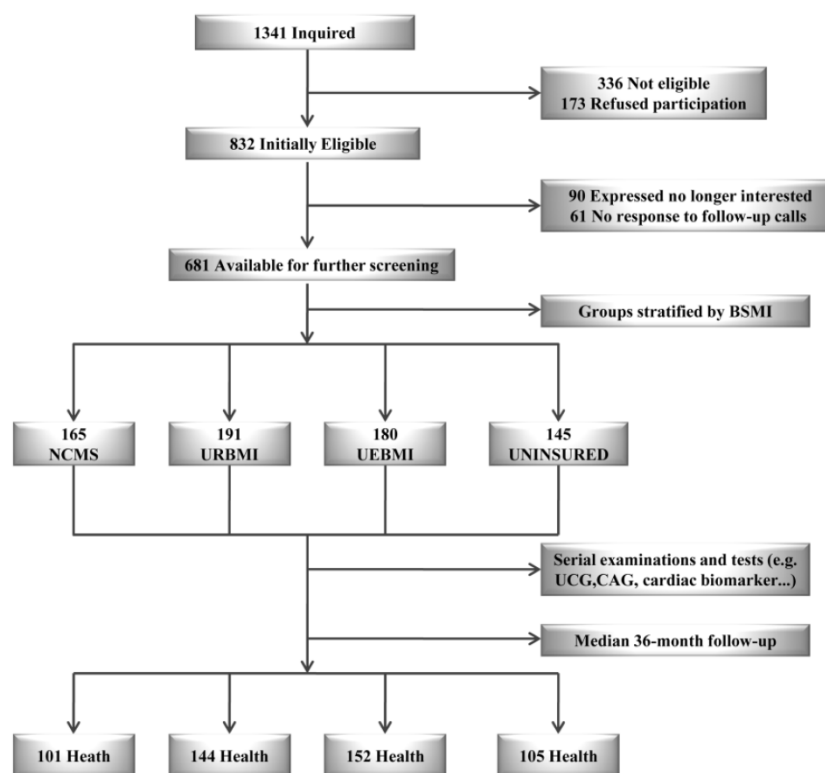 1341 Inquired
336 Not eligible
173 Refused participation
832 Initially Eligible
90 Expressed no longer interested
61 No response to follow-up calls
681 Available for further screening
Groups stratified by BSMI
165
NCMS
191
URBMI
180
UEBMI
145
UNINSURED
Serial examinations and tests (e.g.
UCG,CAG, cardiac biomarker...)
Median 36-month follow-up
101 Heath
144 Health
152 Health
105 Health